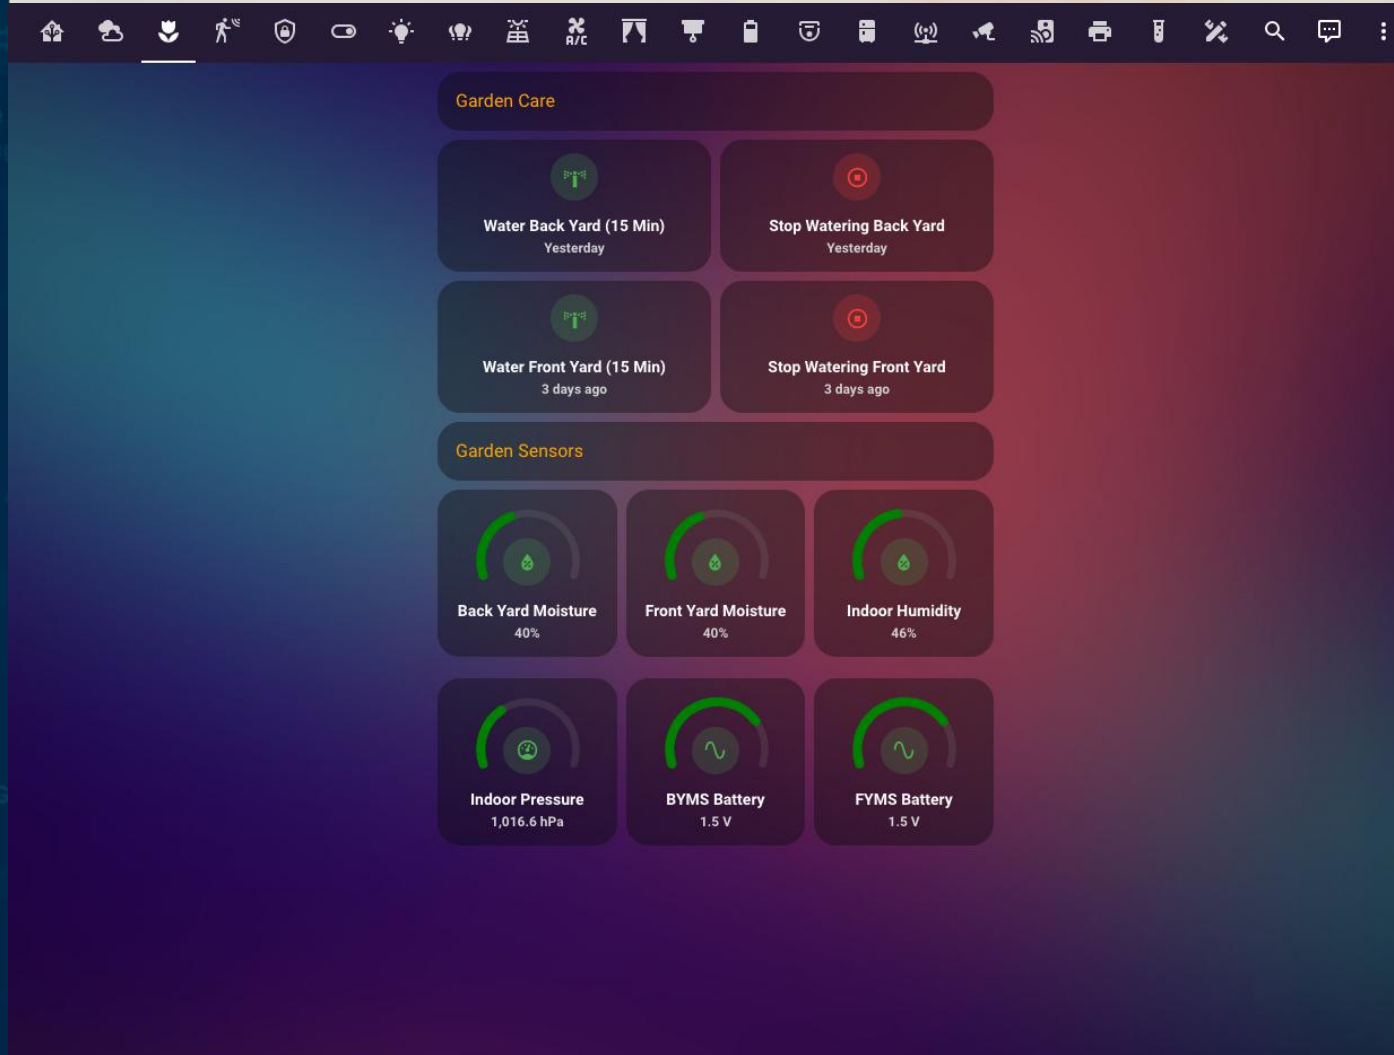 A/C
Garden Care
Water Back Yard (15 Min)
Yesterday
Stop Watering Back Yard
Yesterday
Water Front Yard (15 Min)
3 days ago
Stop Watering Front Yard
3 days ago
Garden Sensors
Back Yard Moisture
40%
Front Yard Moisture
40%
Indoor Humidity
46%
Indoor Pressure
1,016.6 hPa
BYMS Battery
1.5 V
FYMS Battery
1.5 V